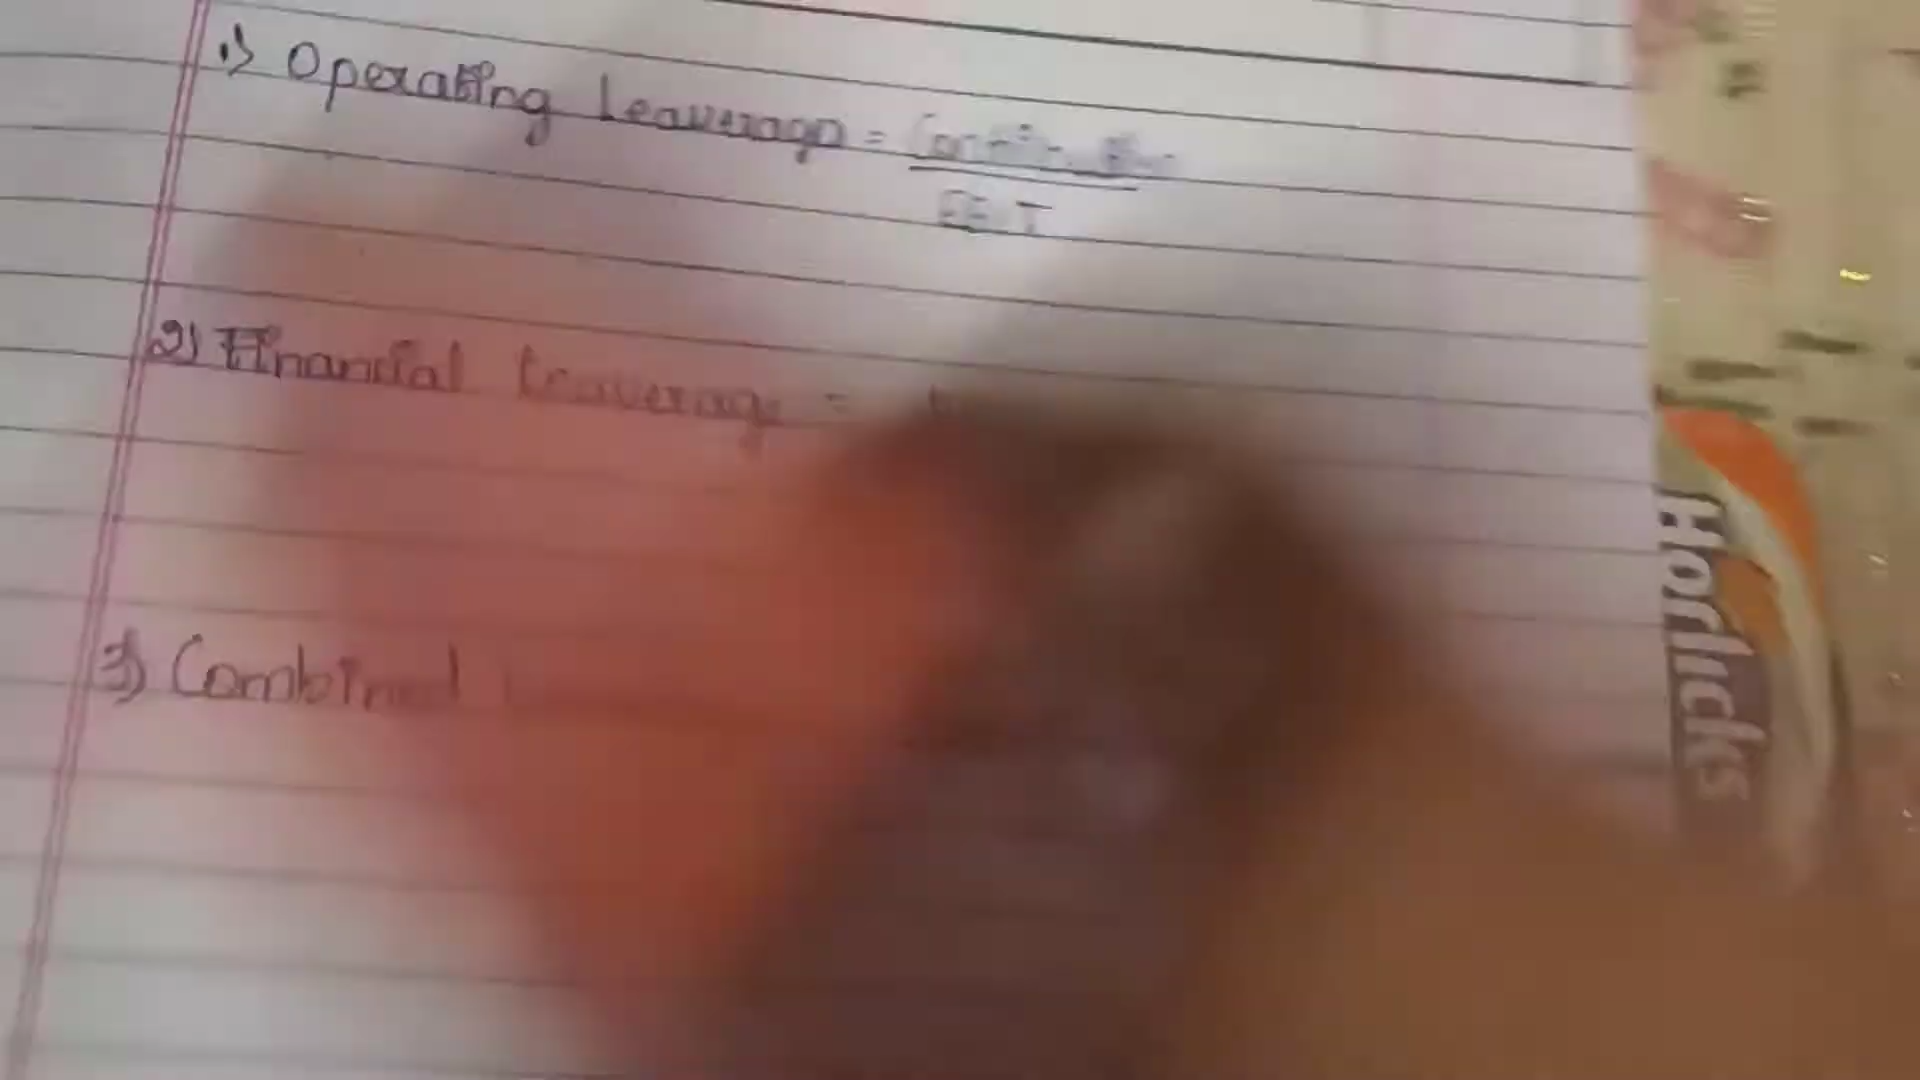 1) Operating Leaverage = Contribution
EBIT
2) Financial Leaverage =
3) Combined
Horlicks